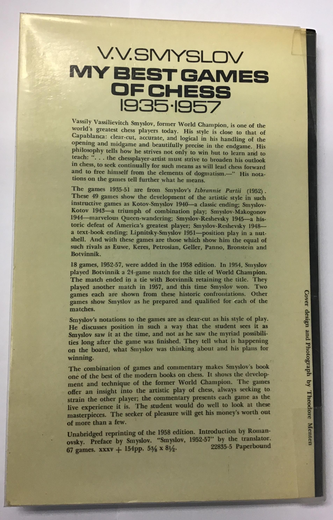 V.V. SMYSLOV
MY BEST GAMES
OF CHESS
1935·1957
Vassily Vassilievitch Smyslov, former World Champion, is one of the
world's greatest chess players today. His style is close to that of
Capablanca: clear-cut, accurate, and logical in his handling of the
opening and midgame and beautifully precise in the endgame. His
philosophy tells how he strives not only to win but to learn and to
teach: ". . . the chessplayer-artist must strive to broaden his outlook
in chess, to seek continually for such means as will lead chess forward
and to free himself from the elements of dogmatism.—" His nota-
tions on the games tell further what he means.
The games 1935-51 are from Smyslov's Izbrannie Partii (1952).
These 49 games show the development of his artistic style in such
instructive games as Kotov-Smyslov 1940—a classic ending; Smyslov-
Kotov 1943—a triumph of combination play; Smyslov-Makogonov
1944—marvelous Queen-wandering; Smyslov-Reshevsky 1945—a his-
toric defeat of America's greatest player; Smyslov-Reshevsky 1948—
a text-book ending; Lipnitsky-Smyslov 1951—position play in a nut-
shell. And with these games are those which show him the equal of
such rivals as Euwe, Keres, Petrosian, Geller, Panno, Bronstein and
Botvinnik.
18 games, 1952-57, were added in the 1958 edition. In 1954, Smyslov
played Botvinnik a 24-game match for the title of World Champion.
The match ended in a tie with Botvinnik retaining the title. They
played another match in 1957, and this time Smyslov won. Two
games each are shown from these historic confrontations. Other
games show Smyslov as he prepared and qualified for each of the
matches.
Smyslov's notations to the games are as clear-cut as his style of play.
He discusses position in such a way that the student sees it as
Smyslov saw it at the time, and not as he saw the myriad possibili-
ties long after the game was finished. They tell what is happening
on the board, what Smyslov was thinking about and his plans for
winning.
The combination of games and commentary makes Smyslov's book
one of the best of the modern books on chess. It shows the develop-
ment and technique of the former World Champion. The games
offer an insight into the artistic play of chess, always seeking to
strain the other player; the commentary presents each game as the
live experience it is. The student would do well to look at these
masterpieces. The seeker of pleasure will get his money's worth out
of more than a few.
Unabridged reprinting of the 1958 edition. Introduction by Roman-
ovsky. Preface by Smyslov. "Smyslov, 1952-57" by the translator.
67 games. xxxv + 154pp. 5⅜ x 8½. 22835-5 Paperbound
Cover design and Photograph by Theodore Menten